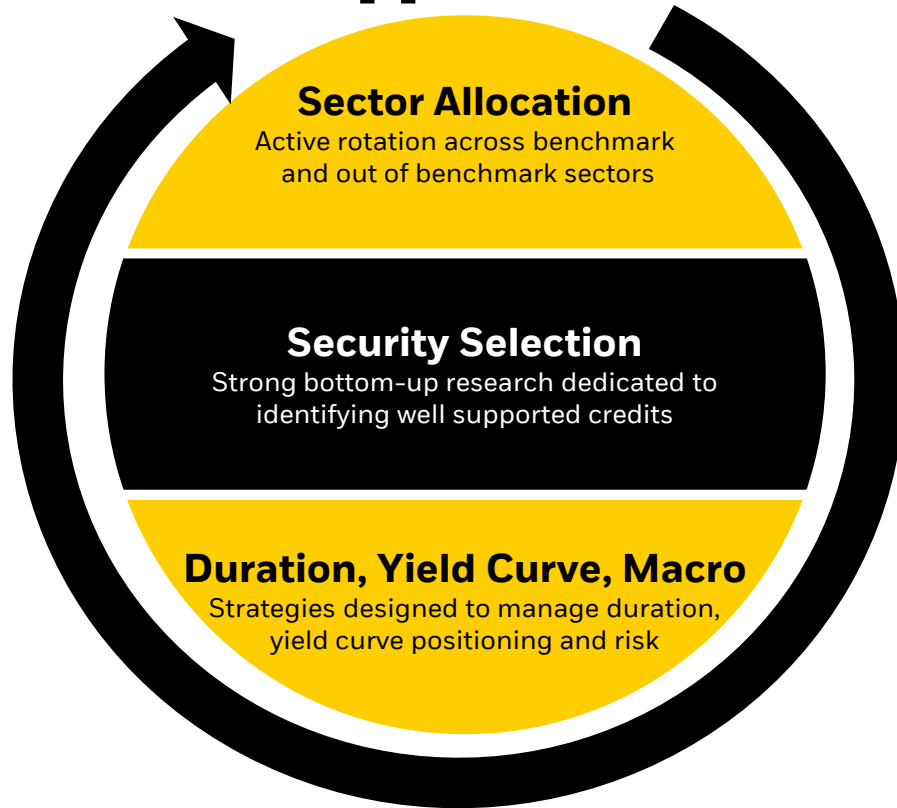 Sector Allocation
Active rotation across benchmark
and out of benchmark sectors
Security Selection
Strong bottom-up research dedicated to
identifying well supported credits
Duration, Yield Curve, Macro
Strategies designed to manage duration,
yield curve positioning and risk